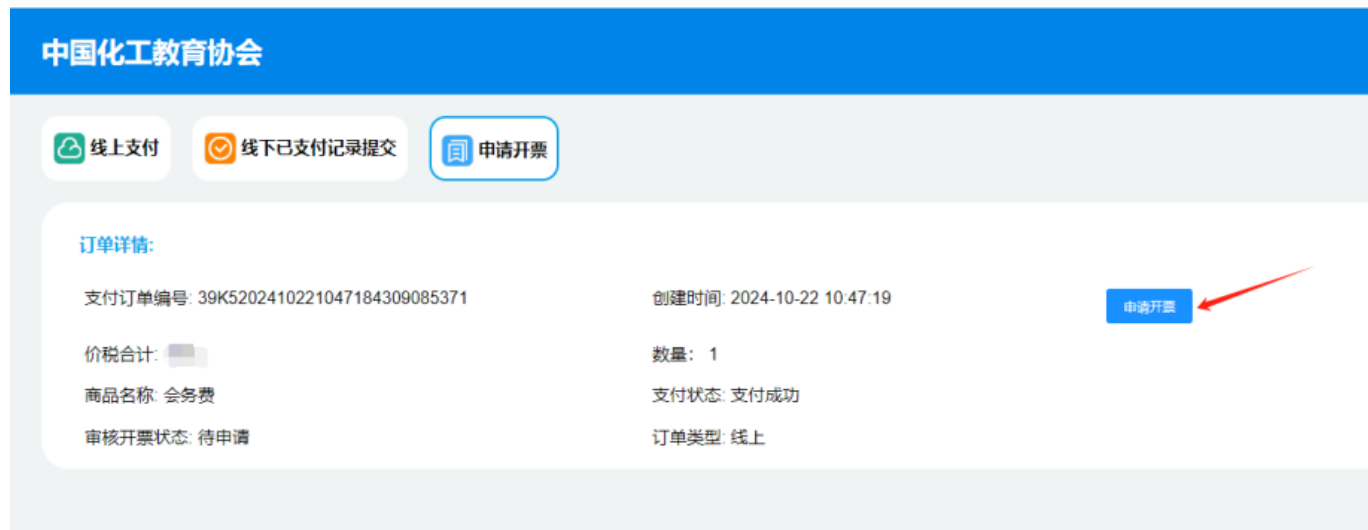 中国化工教育协会
线上支付 线下已支付记录提交 申请开票
订单详情:
支付订单编号: 39K5202410221047184309085371 创建时间: 2024-10-22 10:47:19 申请开票
价税合计: 数量: 1
商品名称: 会务费 支付状态: 支付成功
审核开票状态: 待申请 订单类型: 线上